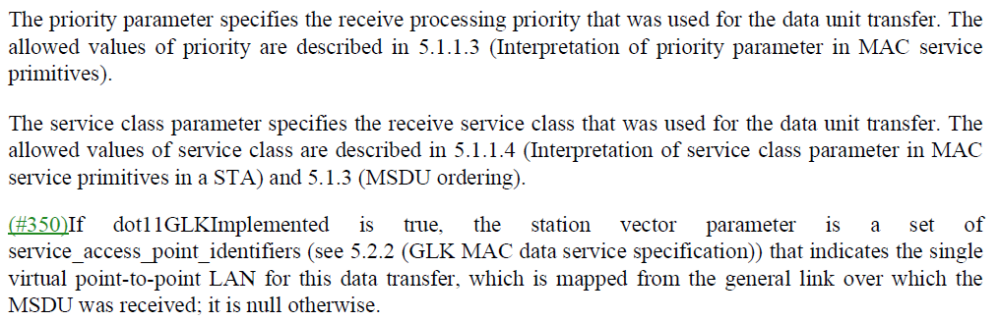 The priority parameter specifies the receive processing priority that was used for the data unit transfer. The
allowed values of priority are described in 5.1.1.3 (Interpretation of priority parameter in MAC service
primitives).
The service class parameter specifies the receive service class that was used for the data unit transfer. The
allowed values of service class are described in 5.1.1.4 (Interpretation of service class parameter in MAC
service primitives in a STA) and 5.1.3 (MSDU ordering).
(#350)If dot11GLKImplemented is true, the station vector parameter is a set of
service_access_point_identifiers (see 5.2.2 (GLK MAC data service specification)) that indicates the single
virtual point-to-point LAN for this data transfer, which is mapped from the general link over which the
MSDU was received; it is null otherwise.